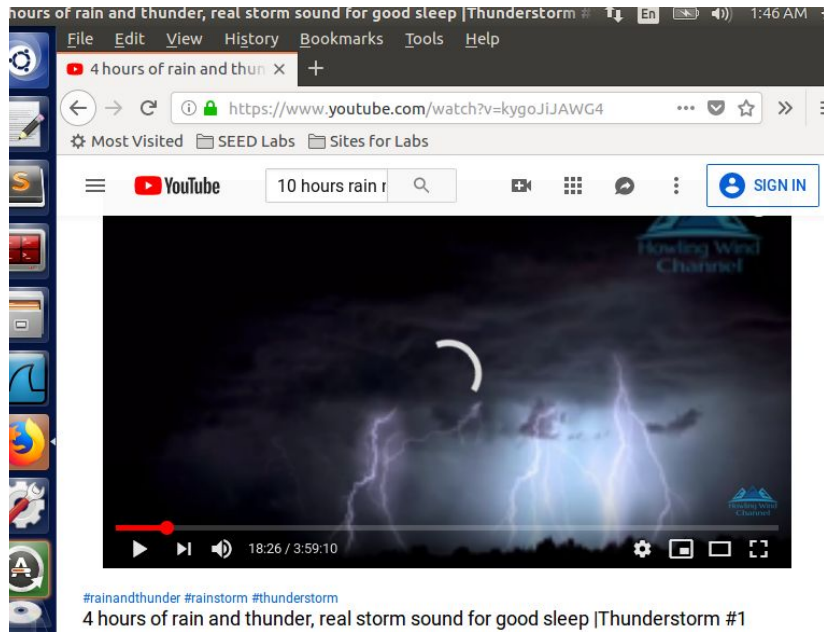 hours of rain and thunder, real storm sound for good sleep |Thunderstorm # En 1:46 AM
File Edit View History Bookmarks Tools Help
4 hours of rain and thun
https://www.youtube.com/watch?v=kygoJiJAWG4
Most Visited SEED Labs Sites for Labs
YouTube 10 hours rain r SIGN IN
Howling Wind
Channel
Howling Wind
Channel
18:26 / 3:59:10
#rainandthunder #rainstorm #thunderstorm
4 hours of rain and thunder, real storm sound for good sleep |Thunderstorm #1